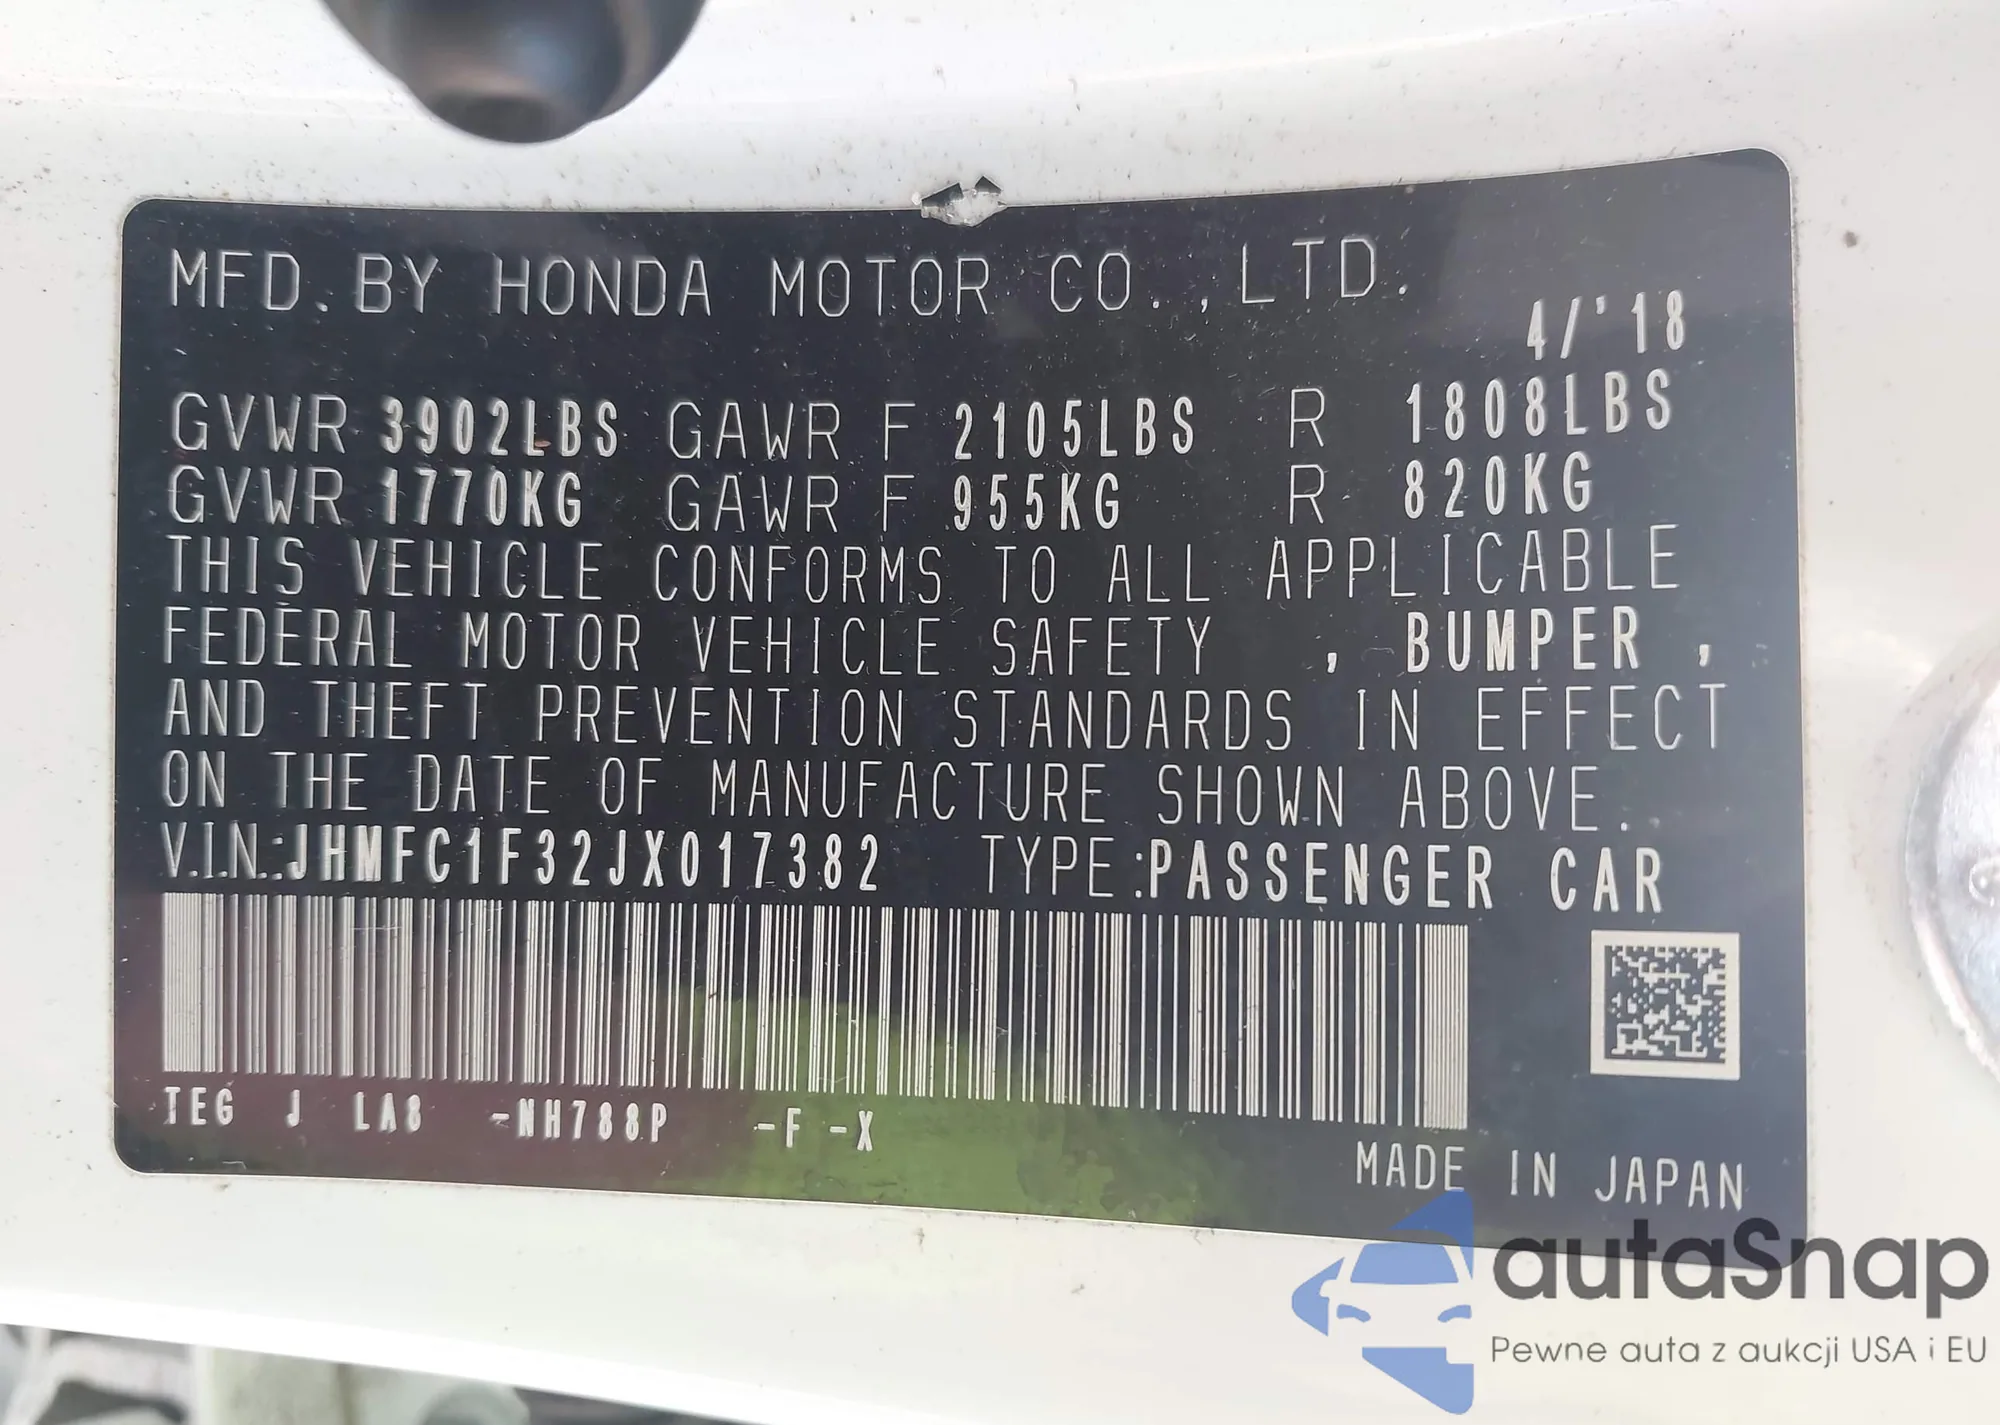 MFD. BY HONDA MOTOR CO., LTD.
4/'18
GVWR 3902LBS GAWR F 2105LBS R 1808LBS
GVWR 1770KG GAWR F 955KG R 820KG
THIS VEHICLE CONFORMS TO ALL APPLICABLE
FEDERAL MOTOR VEHICLE SAFETY , BUMPER ,
AND THEFT PREVENTION STANDARDS IN EFFECT
ON THE DATE OF MANUFACTURE SHOWN ABOVE.
V.I.N.:JHMFC1F32JX017382 TYPE:PASSENGER CAR
TEG J LA8 -NH788P -F -X
MADE IN JAPAN
autaSnap
Pewne auta z aukcji USA i EU